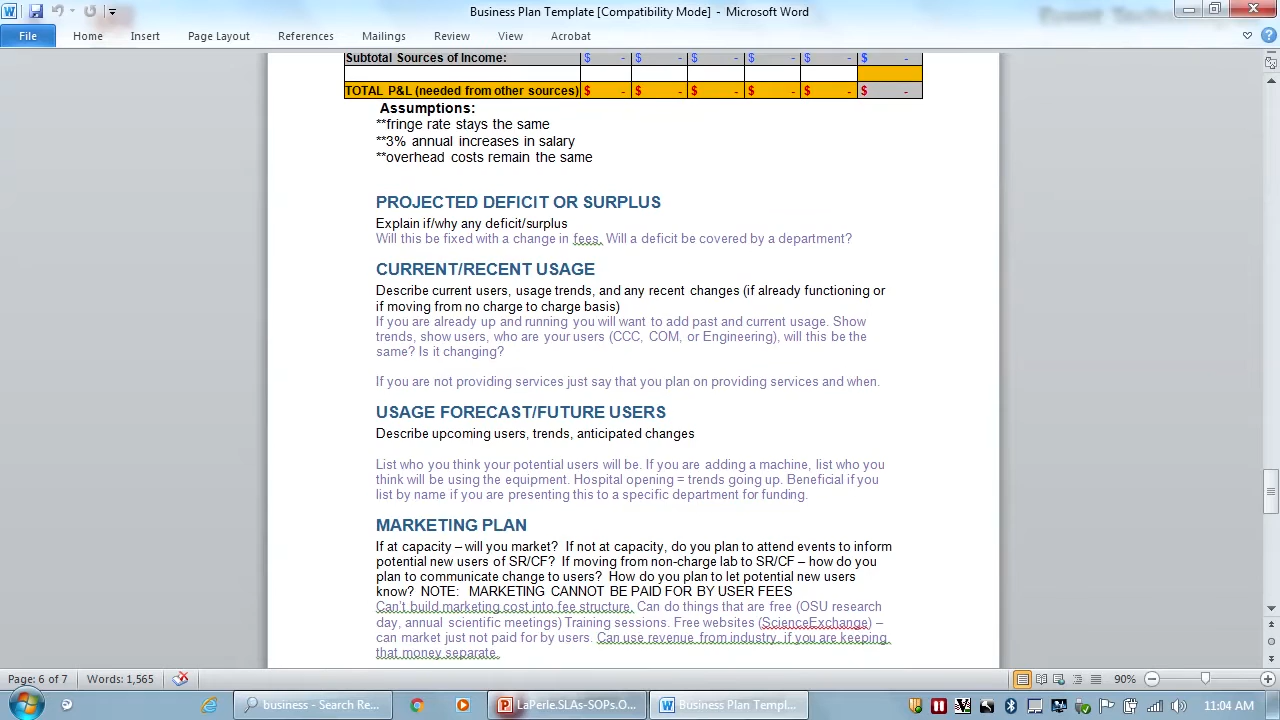 Business Plan Template [Compatibility Mode] - Microsoft Word
File Home Insert Page Layout References Mailings Review View Acrobat
Subtotal Sources of Income: $ - $ - $ - $ - $ - $ -
TOTAL P&L (needed from other sources) $ - $ - $ - $ - $ - $ -
Assumptions:
**fringe rate stays the same
**3% annual increases in salary
**overhead costs remain the same
PROJECTED DEFICIT OR SURPLUS
Explain if/why any deficit/surplus
Will this be fixed with a change in fees. Will a deficit be covered by a department?
CURRENT/RECENT USAGE
Describe current users, usage trends, and any recent changes (if already functioning or
if moving from no charge to charge basis)
If you are already up and running you will want to add past and current usage. Show
trends, show users, who are your users (CCC, COM, or Engineering), will this be the
same? Is it changing?
If you are not providing services just say that you plan on providing services and when.
USAGE FORECAST/FUTURE USERS
Describe upcoming users, trends, anticipated changes
List who you think your potential users will be. If you are adding a machine, list who you
think will be using the equipment. Hospital opening = trends going up. Beneficial if you
list by name if you are presenting this to a specific department for funding.
MARKETING PLAN
If at capacity – will you market? If not at capacity, do you plan to attend events to inform
potential new users of SR/CF? If moving from non-charge lab to SR/CF – how do you
plan to communicate change to users? How do you plan to let potential new users
know? NOTE: MARKETING CANNOT BE PAID FOR BY USER FEES
Can't build marketing cost into fee structure. Can do things that are free (OSU research
day, annual scientific meetings) Training sessions. Free websites (ScienceExchange) –
can market just not paid for by users. Can use revenue from industry, if you are keeping
that money separate.
Page: 6 of 7 Words: 1,565 90%
business - Search Re... LaPerle.SLAs-SOPs.O... Business Plan Templ... 11:04 AM